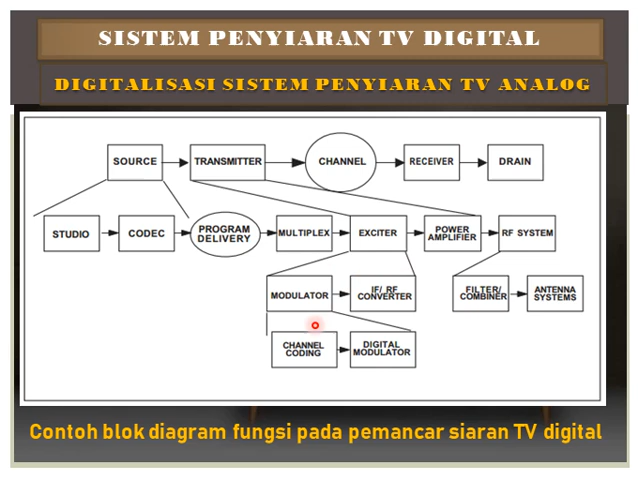 SISTEM PENYIARAN TV DIGITAL
DIGITALISASI SISTEM PENYIARAN TV ANALOG
SOURCE
TRANSMITTER
CHANNEL
RECEIVER
DRAIN
STUDIO
CODEC
PROGRAM
DELIVERY
MULTIPLEX
EXCITER
POWER
AMPLIFIER
RF SYSTEM
MODULATOR
IF/ RF
CONVERTER
FILTER/
COMBINER
ANTENNA
SYSTEMS
CHANNEL
CODING
DIGITAL
MODULATOR
Contoh blok diagram fungsi pada pemancar siaran TV digital